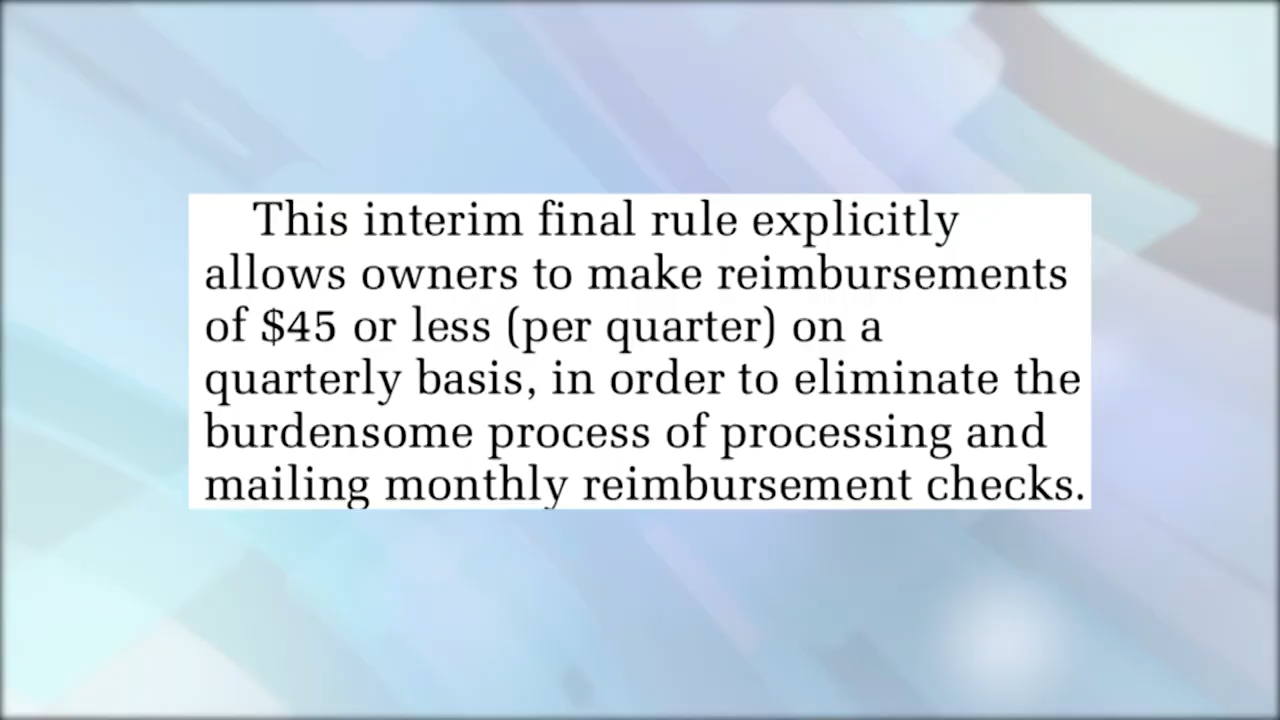 This interim final rule explicitly
allows owners to make reimbursements
of $45 or less (per quarter) on a
quarterly basis, in order to eliminate the
burdensome process of processing and
mailing monthly reimbursement checks.